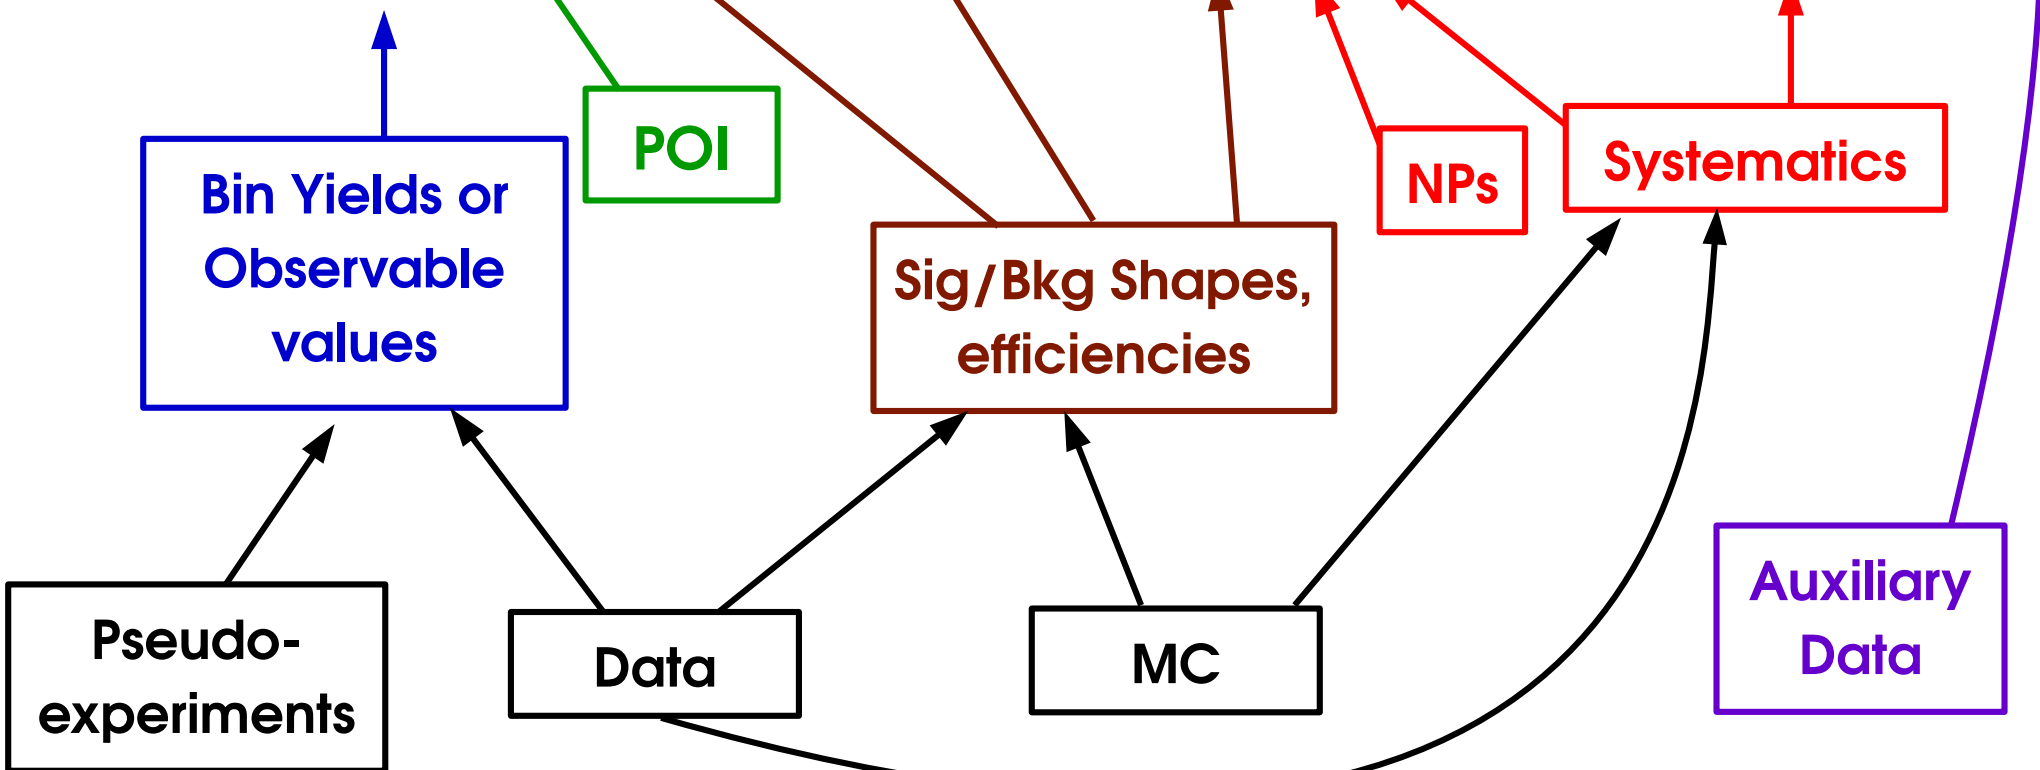 POI
Systematics
NPs
Bin Yields or
Observable
values
Sig/Bkg Shapes,
efficiencies
Auxiliary
Data
Pseudo-
experiments
Data
MC